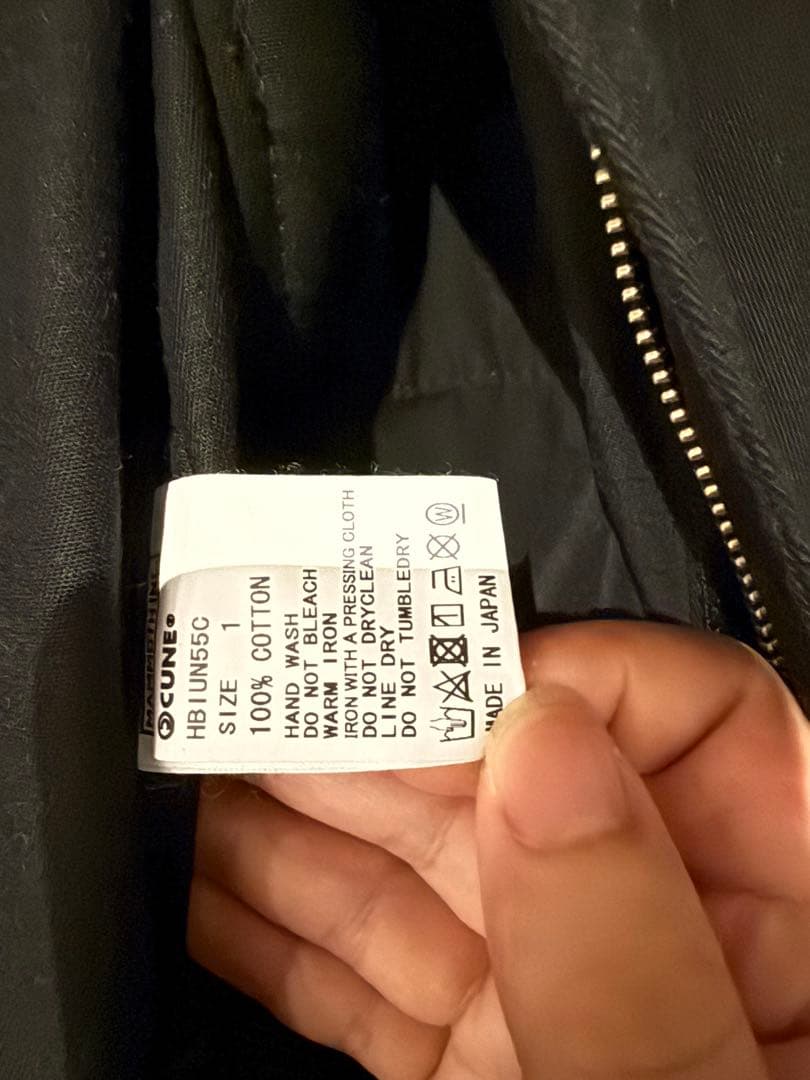 CUNE®
HBIUN55C
SIZE 1
100% COTTON
HAND WASH
DO NOT BLEACH
WARM IRON
IRON WITH A PRESSING CLOTH
DO NOT DRYCLEAN
LINE DRY
DO NOT TUMBLEDRY
W
MADE IN JAPAN